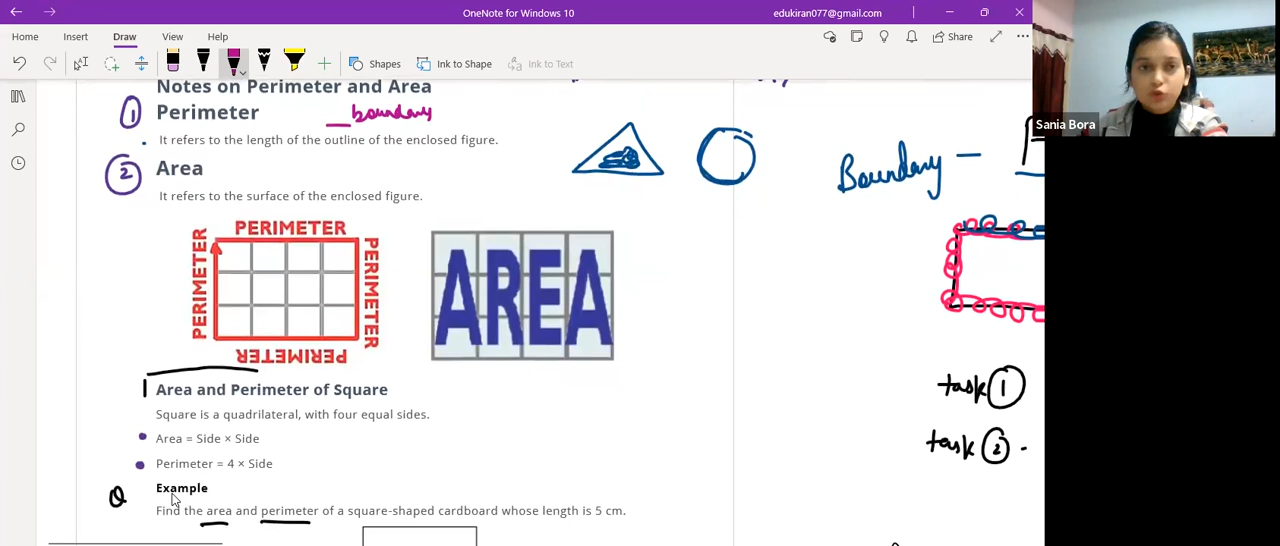 OneNote for Windows 10
edukiran077@gmail.com
Home Insert Draw View Help
Share
Shapes Ink to Shape Ink to Text
Sania Bora
Notes on Perimeter and Area
1 Perimeter
boundary
It refers to the length of the outline of the enclosed figure.
2 Area
It refers to the surface of the enclosed figure.
Boundary -
PERIMETER
PERIMETER
PERIMETER
PERIMETER
AREA
Area and Perimeter of Square
Square is a quadrilateral, with four equal sides.
Area = Side × Side
Perimeter = 4 × Side
task 1
task 2 -
Q Example
Find the area and perimeter of a square-shaped cardboard whose length is 5 cm.